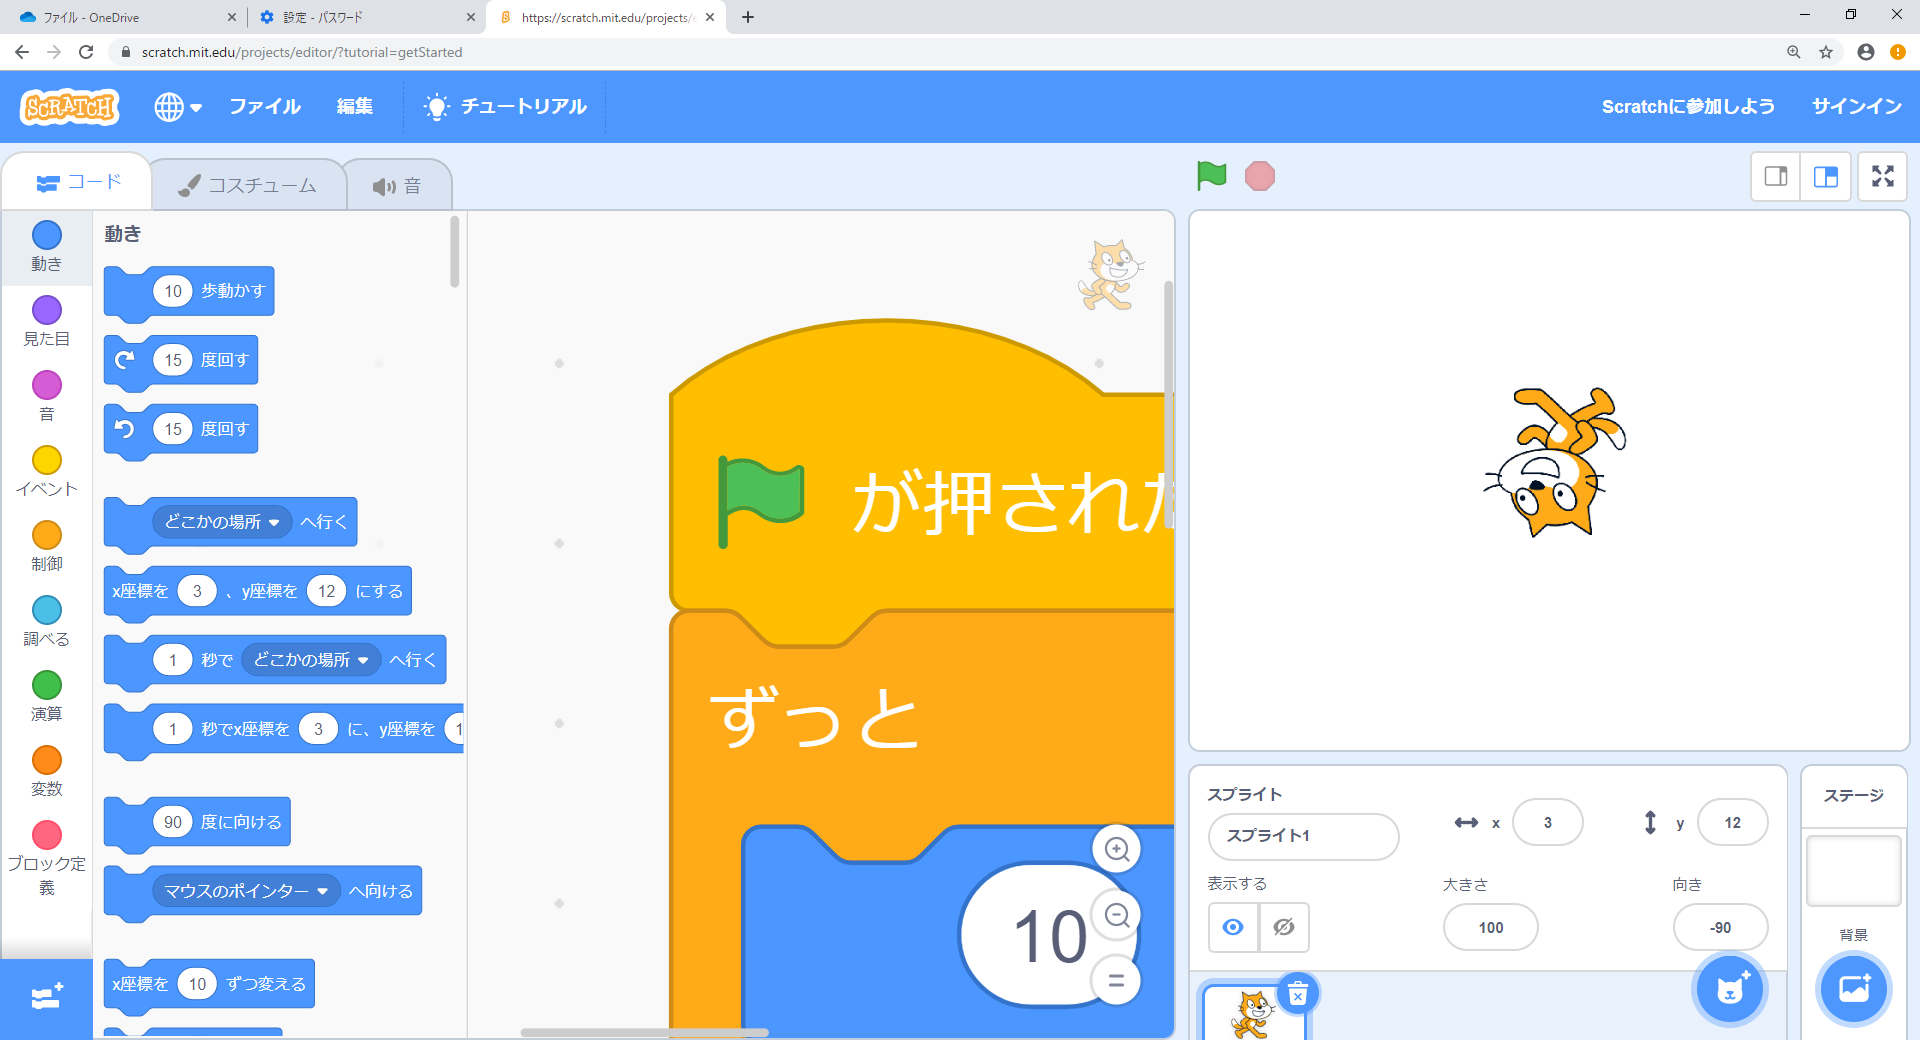 ファイル - OneDrive
設定 - パスワード
https://scratch.mit.edu/projects/e
scratch.mit.edu/projects/editor/?tutorial=getStarted
SCRATCH
ファイル
編集
チュートリアル
Scratchに参加しよう
サインイン
コード
コスチューム
音
動き
見た目
音
イベント
制御
調べる
演算
変数
ブロック定
義
動き
10 歩動かす
15 度回す
15 度回す
どこかの場所 へ行く
x座標を 3 、y座標を 12 にする
1 秒で どこかの場所 へ行く
1 秒でx座標を 3 に、y座標を 1
90 度に向ける
マウスのポインター へ向ける
x座標を 10 ずつ変える
が押された
ずっと
10
スプライト
スプライト1
x 3
y 12
表示する
大きさ
100
向き
-90
ステージ
背景